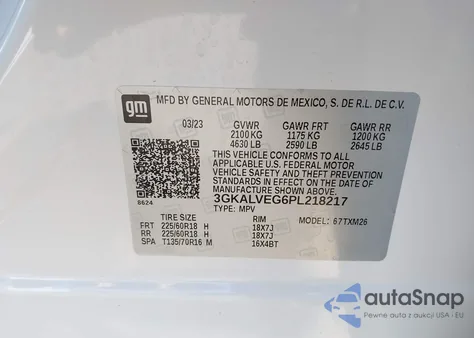 gm
MFD BY GENERAL MOTORS DE MEXICO, S. DE R.L. DE C.V.
03/23 GVWR GAWR FRT GAWR RR
2100 KG 1175 KG 1200 KG
4630 LB 2590 LB 2645 LB
THIS VEHICLE CONFORMS TO ALL
APPLICABLE U.S. FEDERAL MOTOR
VEHICLE SAFETY, BUMPER, AND THEFT
PREVENTION STANDARDS IN EFFECT ON
THE DATE OF MANUFACTURE SHOWN ABOVE.
8624 3GKALVEG6PL218217
TYPE: MPV MODEL: 67TXM26
TIRE SIZE RIM
FRT 225/60R18 H 18X7J
RR 225/60R18 H 18X7J
SPA T135/70R16 M 16X4BT
autoSnap
Pewne auta z aukcji USA - EU